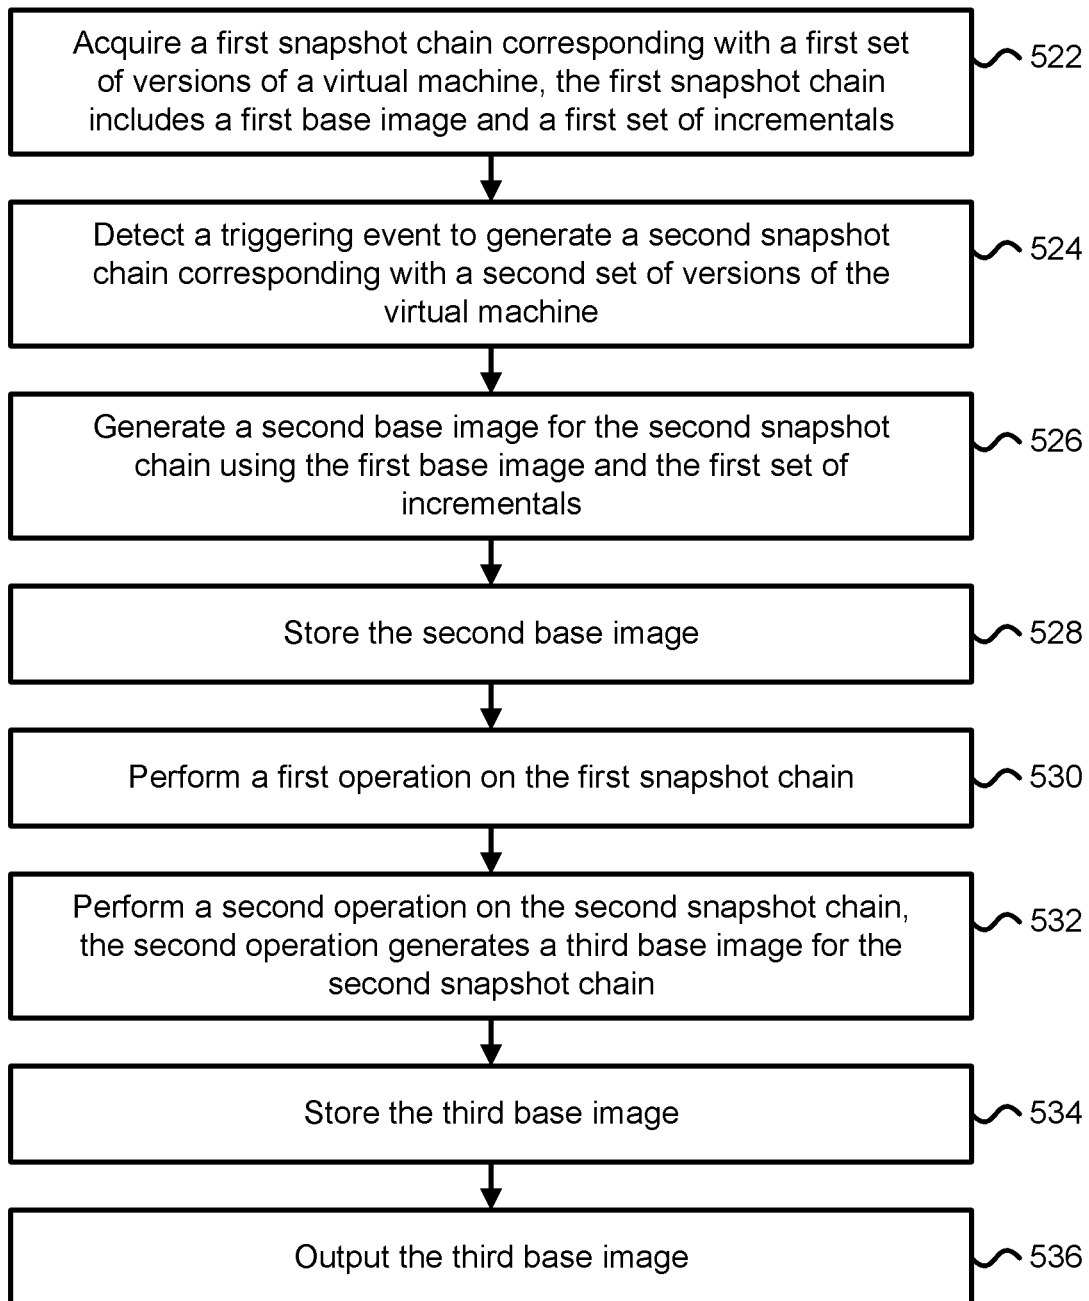 Acquire a first snapshot chain corresponding with a first set
of versions of a virtual machine, the first snapshot chain
includes a first base image and a first set of incrementals
522
Detect a triggering event to generate a second snapshot
chain corresponding with a second set of versions of the
virtual machine
524
Generate a second base image for the second snapshot
chain using the first base image and the first set of
incrementals
526
Store the second base image
528
Perform a first operation on the first snapshot chain
530
Perform a second operation on the second snapshot chain,
the second operation generates a third base image for the
second snapshot chain
532
Store the third base image
534
Output the third base image
536